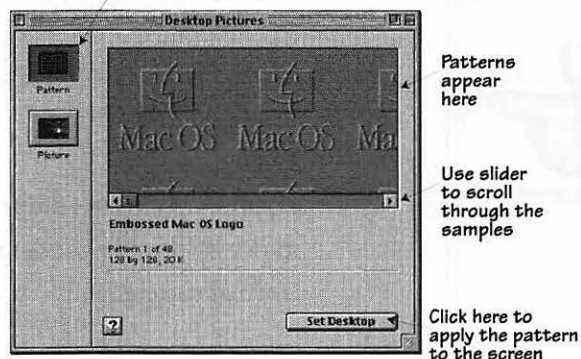 Desktop Pictures
Pattern
Picture
Mac OS
Mac OS
Ma
Embossed Mac OS Logo
Pattern 1 of 48
128 by 128, 20 K
?
Set Desktop
Patterns
appear
here
Use slider
to scroll
through the
samples
Click here to
apply the pattern
to the screen